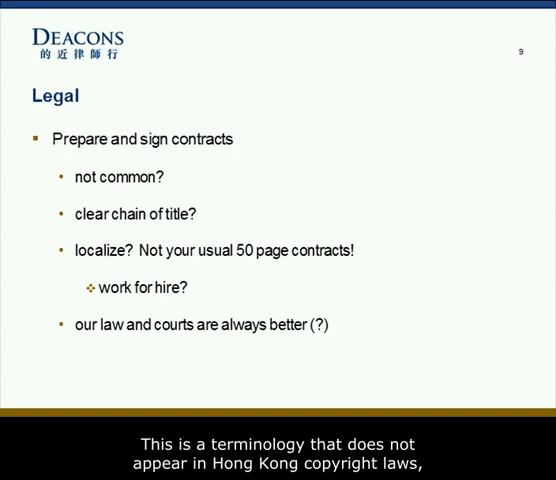 DEACONS
的近律師行
9
Legal
Prepare and sign contracts
not common?
clear chain of title?
localize? Not your usual 50 page contracts!
work for hire?
our law and courts are always better (?)
This is a terminology that does not
appear in Hong Kong copyright laws,